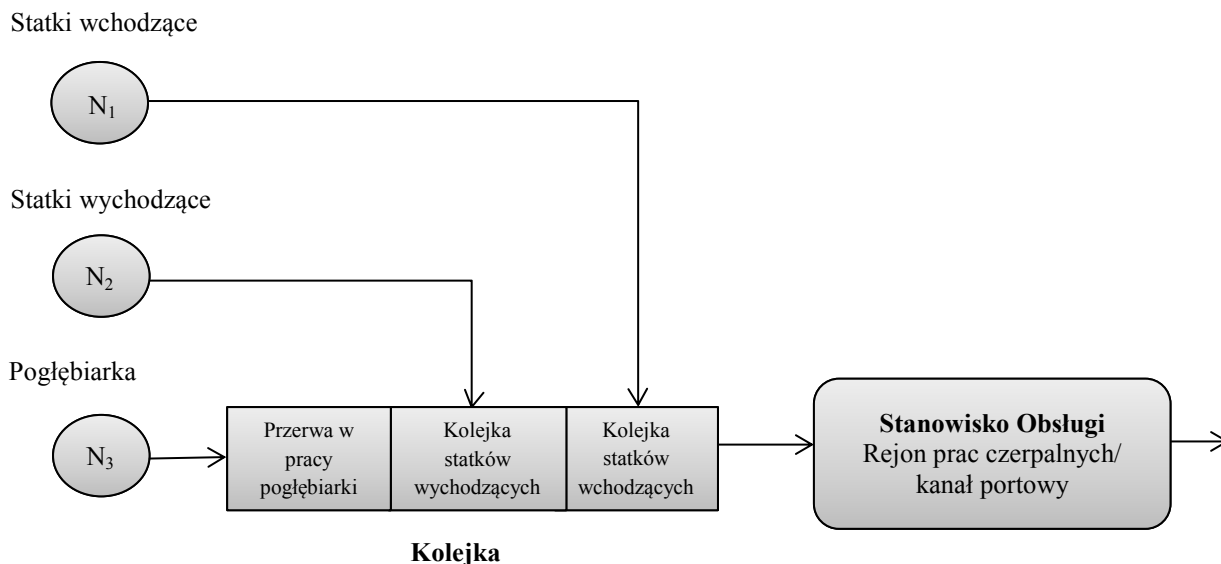 Statki wchodzące
N₁
Statki wychodzące
N₂
Pogłębiarka
N₃
Przerwa w
pracy
pogłębiarki
Kolejka
statków
wychodzących
Kolejka
statków
wchodzących
Stanowisko Obsługi
Rejon prac czerpalnych/
kanał portowy
Kolejka